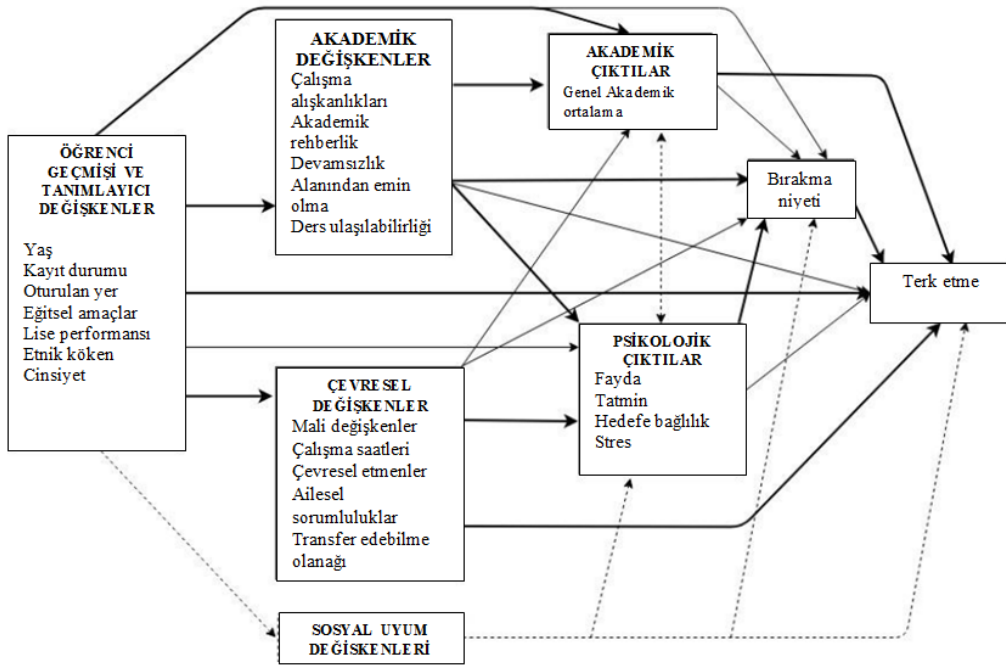 ÖĞRENCİ
GEÇMİŞİ VE
TANIMLAYICI
DEĞİŞKENLER
Yaş
Kayıt durumu
Oturulan yer
Eğitsel amaçlar
Lise performansı
Etnik köken
Cinsiyet
AKADEMİK
DEĞİŞKENLER
Çalışma
alışkanlıkları
Akademik
rehberlik
Devamsızlık
Alanından emin
olma
Ders ulaşılabilirliği
ÇEVRESEL
DEĞİŞKENLER
Mali değişkenler
Çalışma saatleri
Çevresel etmenler
Ailesel
sorumluluklar
Transfer edebilme
olanağı
SOSYAL UYUM
DEĞİŞKENLERİ
AKADEMİK
ÇIKTILAR
Genel Akademik
ortalama
PSİKOLOJİK
ÇIKTILAR
Fayda
Tatmin
Hedefe bağlılık
Stres
Bırakma
niyeti
Terk etme